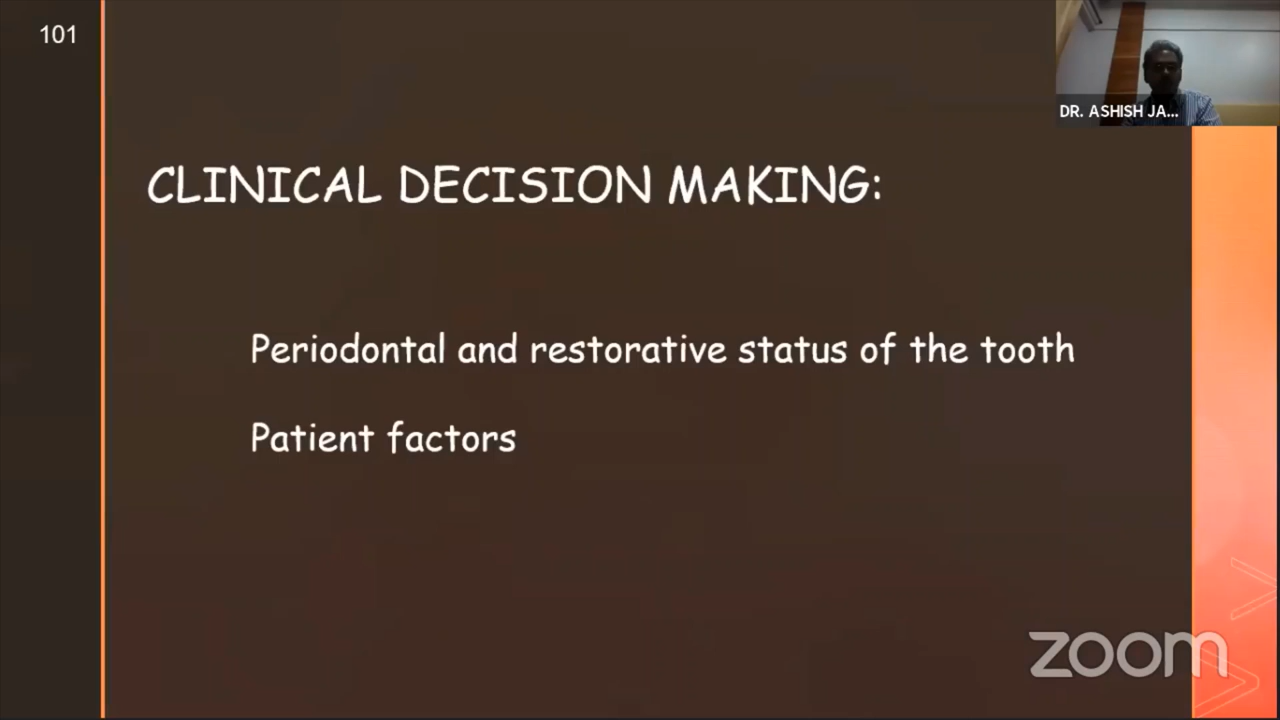 101
DR. ASHISH JA...
CLINICAL DECISION MAKING:
Periodontal and restorative status of the tooth
Patient factors
zoom